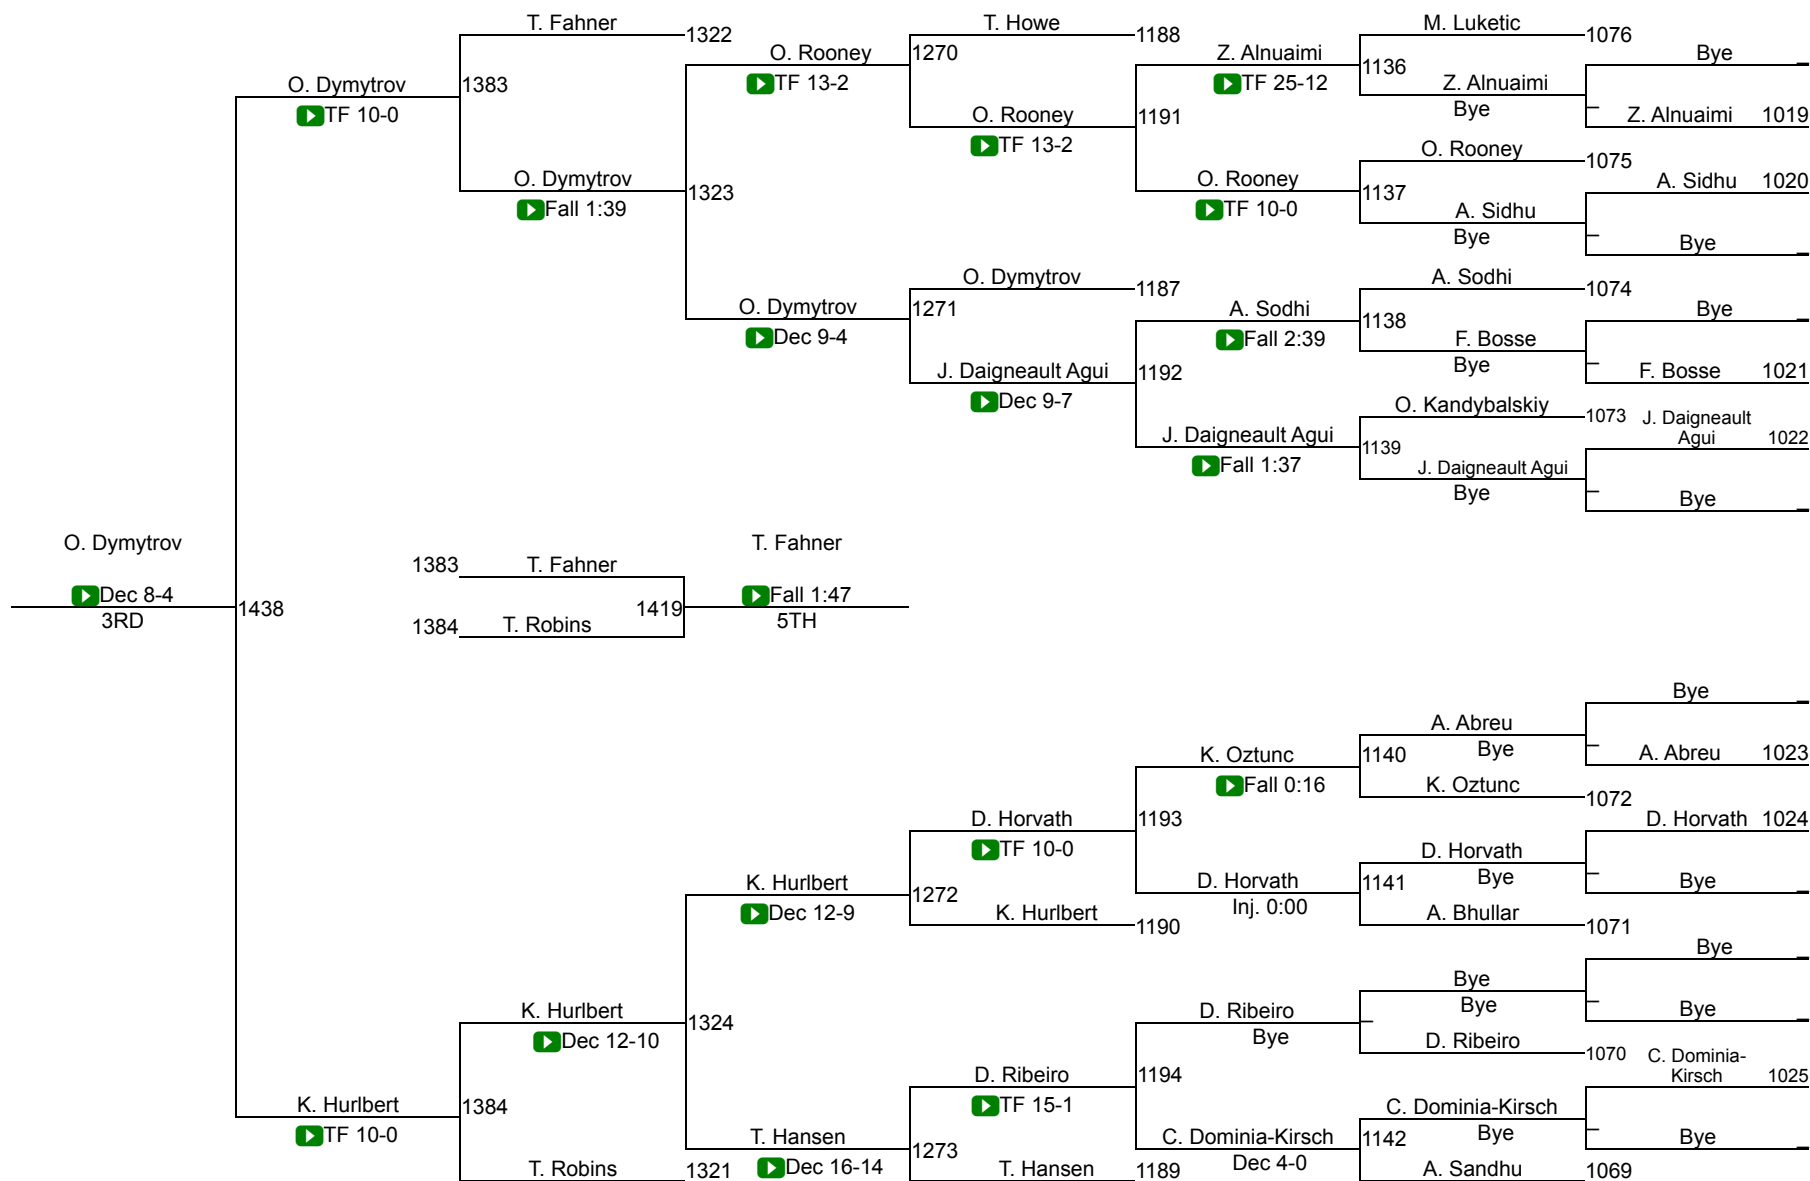 T. Fahner 1322
T. Howe 1188
M. Luketic 1076
O. Rooney 1270
TF 13-2
Z. Alnuaimi 1136
TF 25-12
Bye
O. Dymytrov 1383
TF 10-0
Z. Alnuaimi
Bye
O. Rooney 1191
TF 13-2
Z. Alnuaimi 1019
O. Rooney 1075
O. Dymytrov 1323
Fall 1:39
O. Rooney 1137
TF 10-0
A. Sidhu 1020
A. Sidhu
Bye
Bye
O. Dymytrov 1187
A. Sodhi 1074
O. Dymytrov 1271
Dec 9-4
A. Sodhi 1138
Fall 2:39
Bye
F. Bosse
Bye
J. Daigneault Agui 1192
Dec 9-7
F. Bosse 1021
O. Kandybalskiy 1073
J. Daigneault
Agui 1022
J. Daigneault Agui 1139
Fall 1:37
J. Daigneault Agui
Bye
Bye
O. Dymytrov
Dec 8-4
3RD
1438
1383 T. Fahner
1384 T. Robins
1419
T. Fahner
Fall 1:47
5TH
Bye
A. Abreu
Bye
K. Oztunc 1140
Fall 0:16
A. Abreu 1023
K. Oztunc 1072
D. Horvath 1193
TF 10-0
D. Horvath 1024
D. Horvath
Bye
K. Hurlbert 1272
Dec 12-9
D. Horvath 1141
Inj. 0:00
Bye
K. Hurlbert 1190
A. Bhullar 1071
Bye
Bye
Bye
K. Hurlbert 1324
Dec 12-10
D. Ribeiro
Bye
Bye
D. Ribeiro 1070
C. Dominia-
Kirsch 1025
D. Ribeiro 1194
TF 15-1
K. Hurlbert 1384
TF 10-0
C. Dominia-Kirsch
Bye
T. Hansen 1273
Dec 16-14
C. Dominia-Kirsch 1142
Dec 4-0
Bye
T. Robins 1321
T. Hansen 1189
A. Sandhu 1069